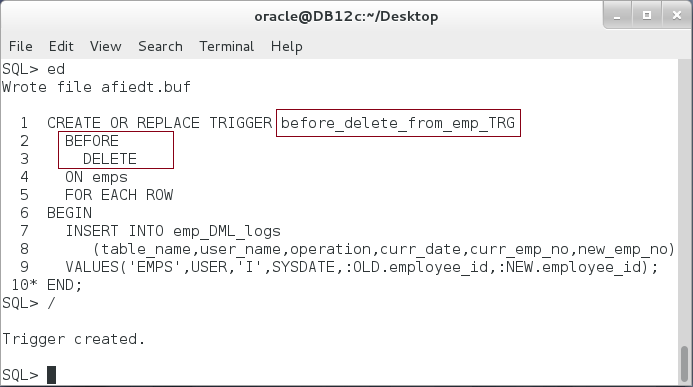 oracle@DB12c:~/Desktop
File Edit View Search Terminal Help
SQL> ed
Wrote file afiedt.buf
1 CREATE OR REPLACE TRIGGER before_delete_from_emp_TRG
2 BEFORE
3 DELETE
4 ON emps
5 FOR EACH ROW
6 BEGIN
7 INSERT INTO emp_DML_logs
8 (table_name,user_name,operation,curr_date,curr_emp_no,new_emp_no)
9 VALUES('EMPS',USER,'I',SYSDATE,:OLD.employee_id,:NEW.employee_id);
10* END;
SQL> /
Trigger created.
SQL>